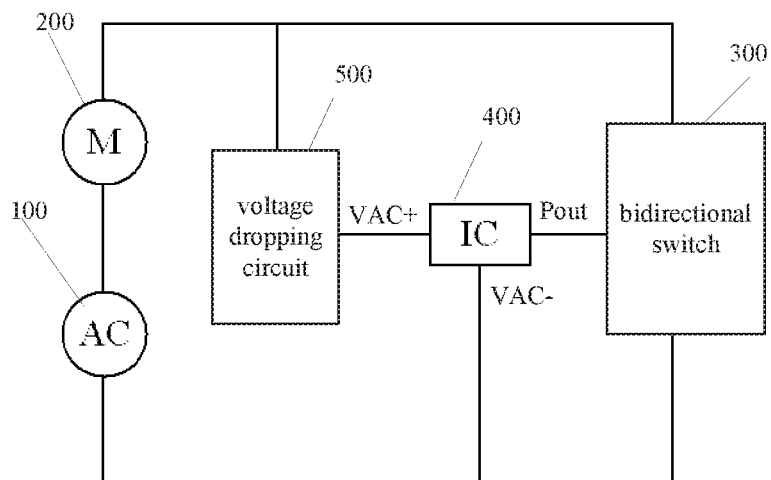 200
300
500
400
M
100
voltage
dropping
circuit
VAC+
IC
Pout
bidirectional
switch
VAC-
AC